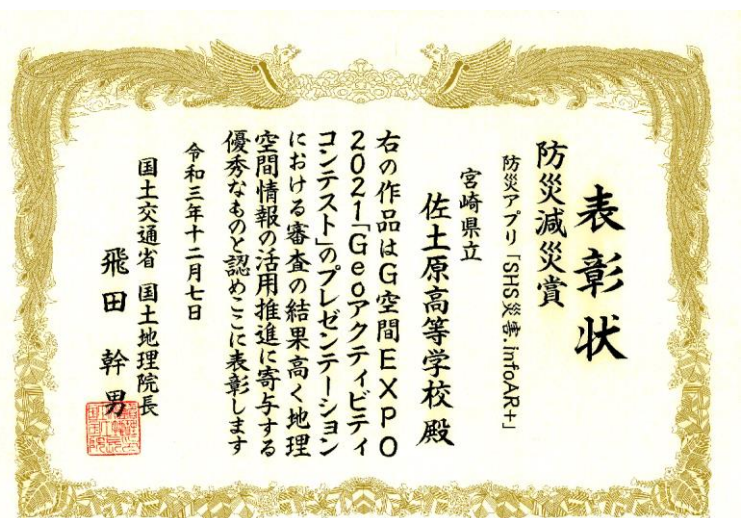 表彰状
防災減災賞
防災アプリ「SHS災害.infoAR+」
宮崎県立
佐土原高等学校殿
右の作品はG空間EXPO
2021「Geoアクティビティ
コンテスト」のプレゼンテーション
における審査の結果高く地理
空間情報の活用推進に寄与する
優秀なものと認めここに表彰します
令和三年十二月七日
国土交通省 国土地理院長
飛田 幹男